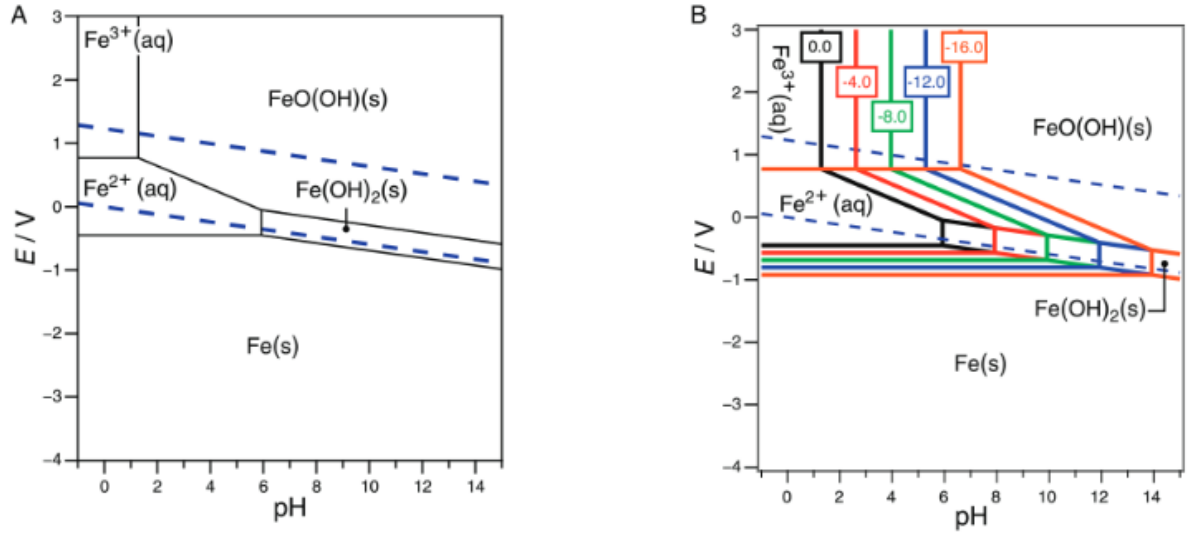 A
Fe³⁺(aq)
FeO(OH)(s)
Fe²⁺ (aq)
Fe(OH)₂(s)
Fe(s)
E / V
3
2
1
0
−1
−2
−3
−4
0 2 4 6 8 10 12 14
pH
B
Fe³⁺(aq)
0.0
-4.0
-8.0
-12.0
-16.0
FeO(OH)(s)
Fe²⁺ (aq)
Fe(OH)₂(s)
Fe(s)
E / V
3
2
1
0
−1
−2
−3
−4
0 2 4 6 8 10 12 14
pH